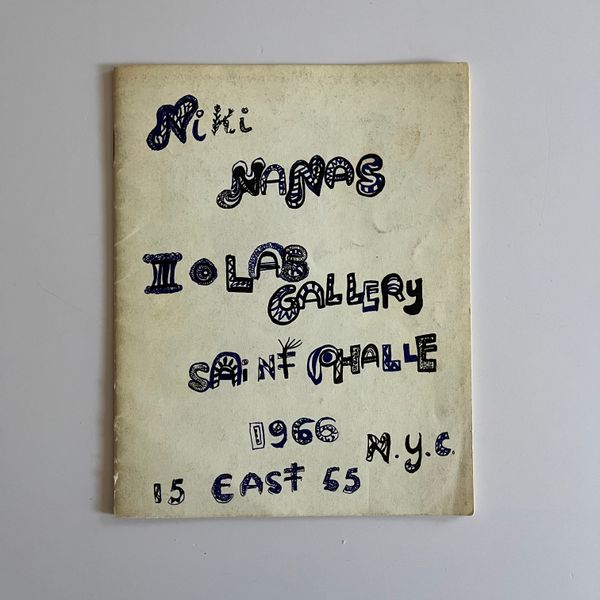 Niki
NANAS
IOLAS
GALLERY
SAINT PHALLE
1966 N.y.C.
15 EAST 55